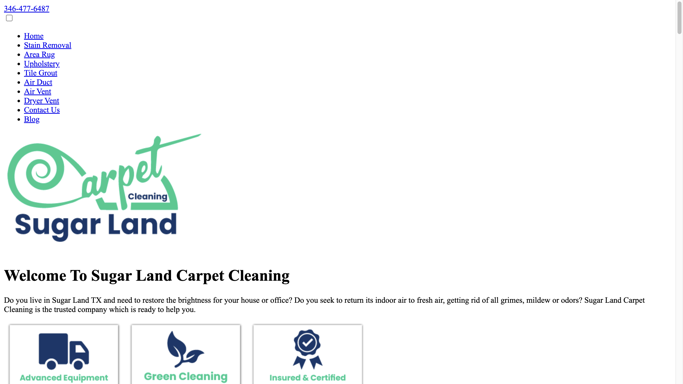 346-477-6487
Home
Stain Removal
Area Rug
Upholstery
Tile Grout
Air Duct
Air Vent
Dryer Vent
Contact Us
Blog
Carpet
Cleaning
Sugar Land
Welcome To Sugar Land Carpet Cleaning
Do you live in Sugar Land TX and need to restore the brightness for your house or office? Do you seek to return its indoor air to fresh air, getting rid of all grimes, mildew or odors? Sugar Land Carpet
Cleaning is the trusted company which is ready to help you.
Advanced Equipment
Green Cleaning
Insured & Certified